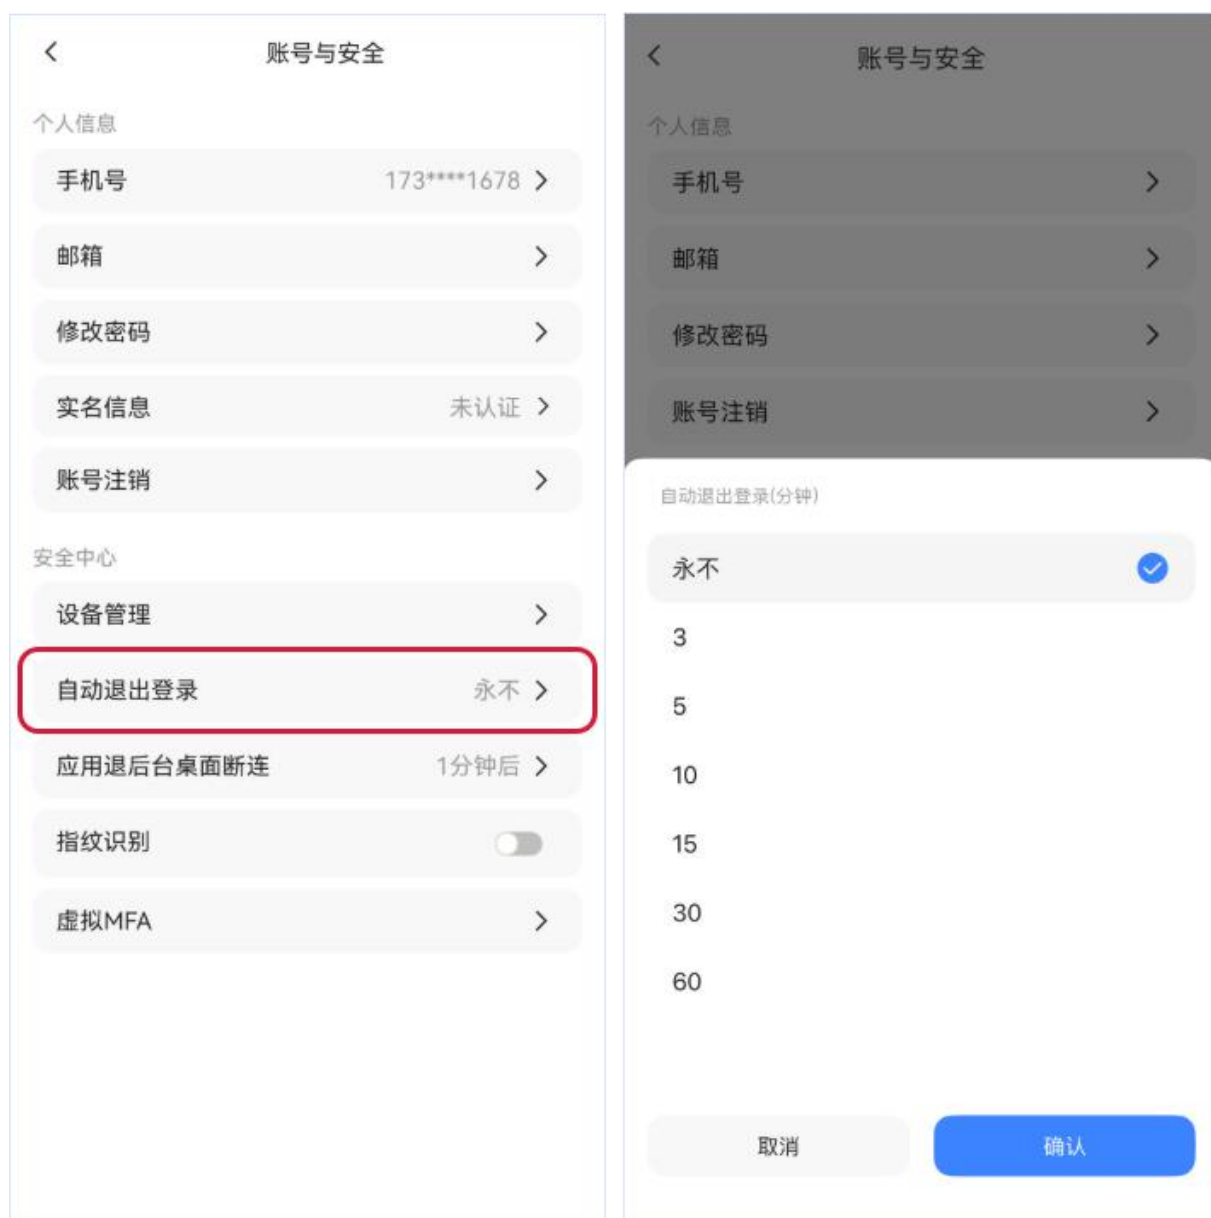 账号与安全
个人信息
手机号 173****1678
邮箱
修改密码
实名信息 未认证
账号注销
安全中心
设备管理
自动退出登录 永不
应用退后台桌面断连 1分钟后
指纹识别
虚拟MFA
账号与安全
个人信息
手机号
邮箱
修改密码
账号注销
自动退出登录(分钟)
永不
3
5
10
15
30
60
取消 确认